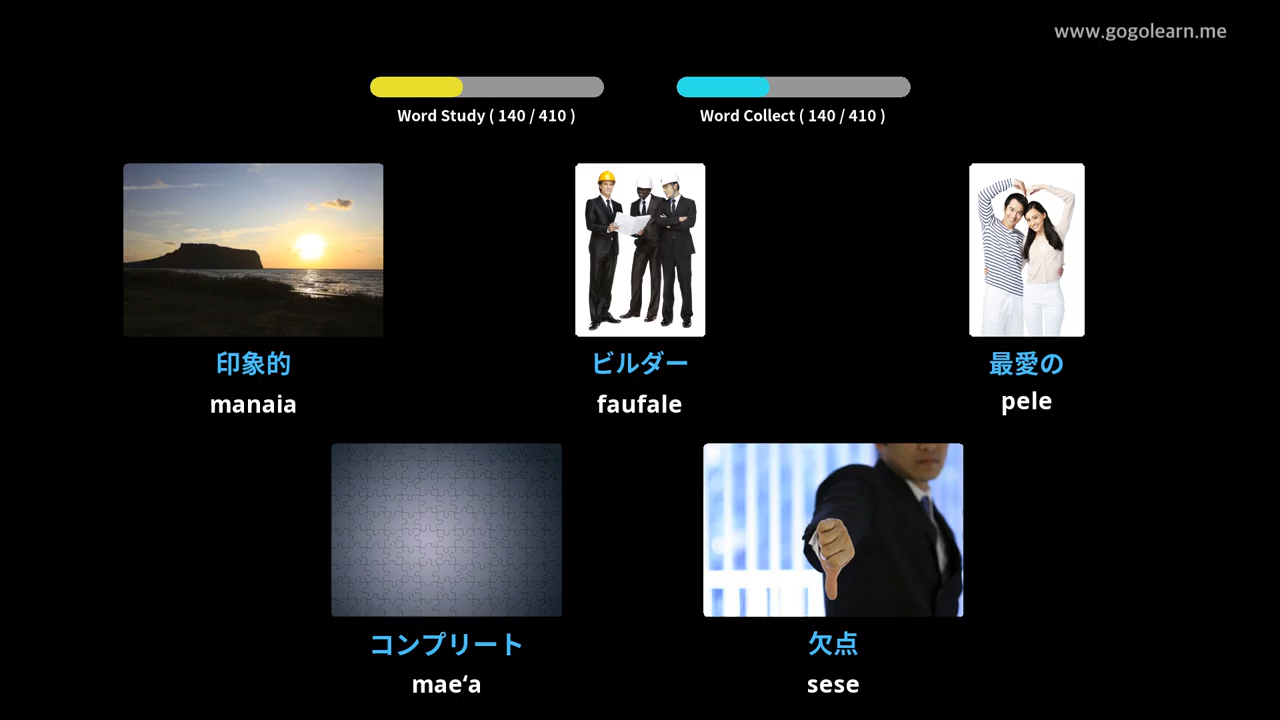 www.gogolearn.me
Word Study ( 140 / 410 )
Word Collect ( 140 / 410 )
印象的
manaia
ビルダー
faufale
最愛の
pele
コンプリート
mae‘a
欠点
sese